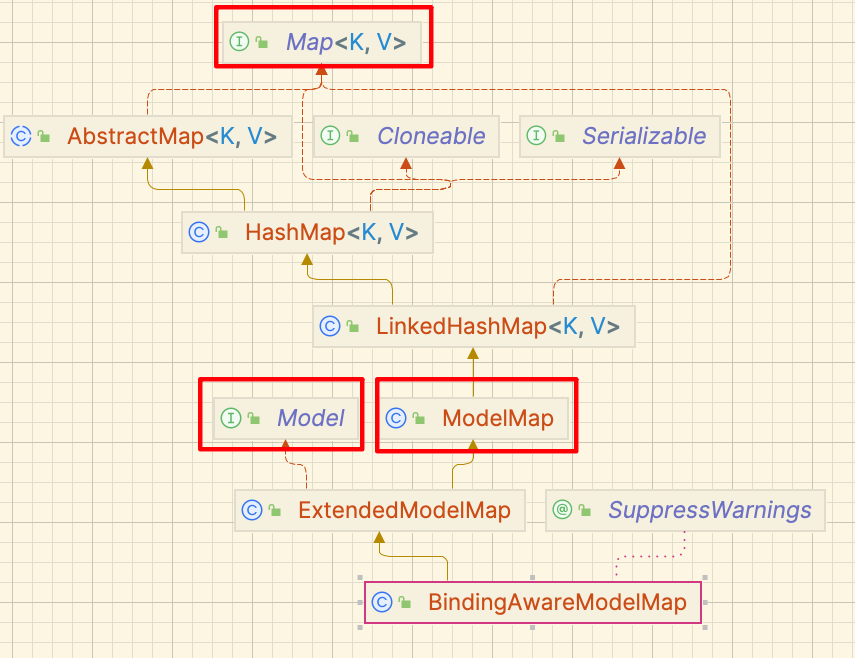 I Map<K, V>
C AbstractMap<K, V>
I Cloneable
I Serializable
C HashMap<K, V>
C LinkedHashMap<K, V>
I Model
C ModelMap
C ExtendedModelMap
@ SuppressWarnings
C BindingAwareModelMap